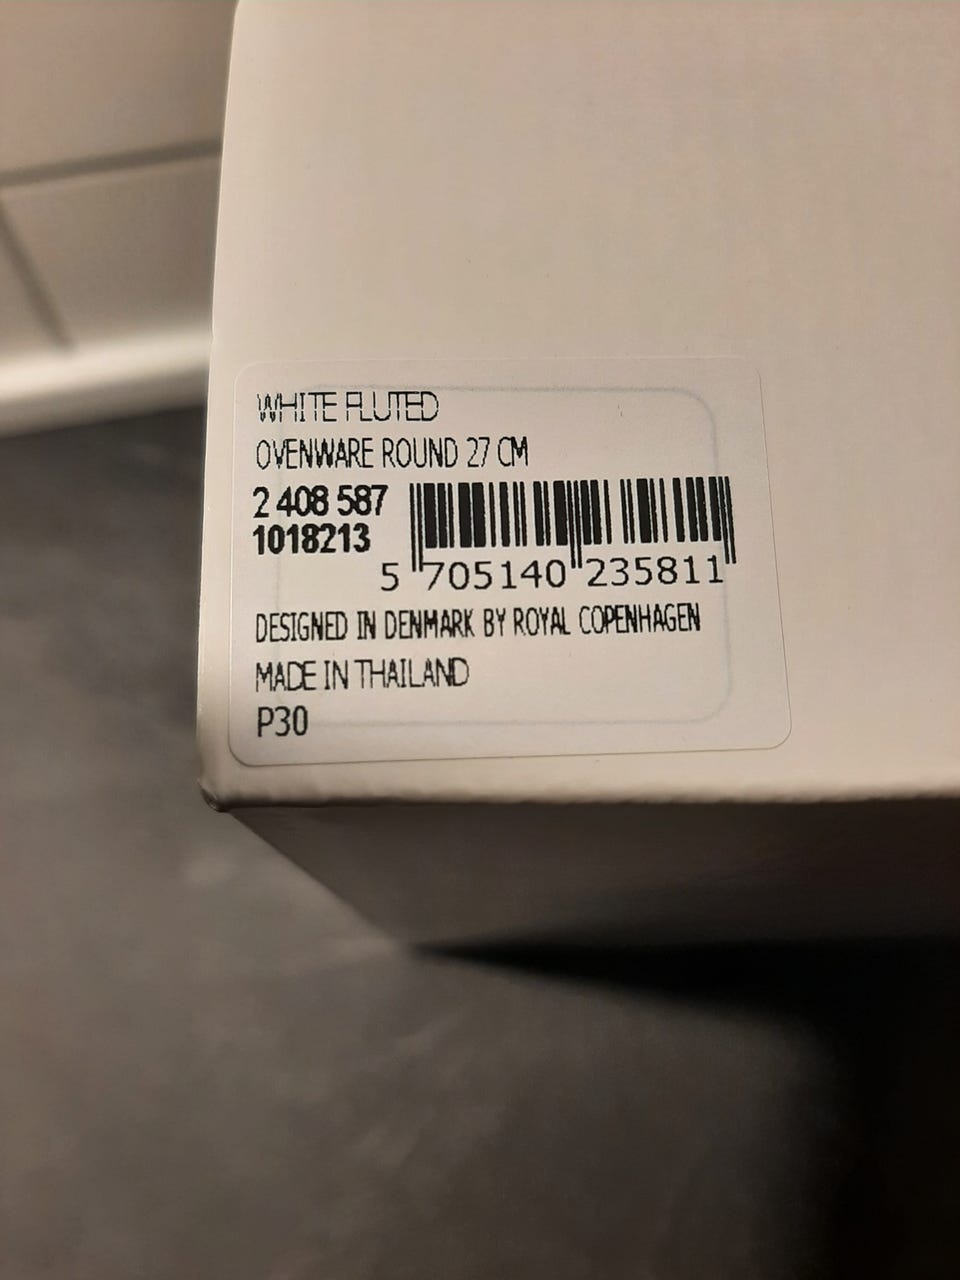 WHITE FLUTED
OVENWARE ROUND 27 CM
2 408 587
1018213
5 705140 235811
DESIGNED IN DENMARK BY ROYAL COPENHAGEN
MADE IN THAILAND
P30